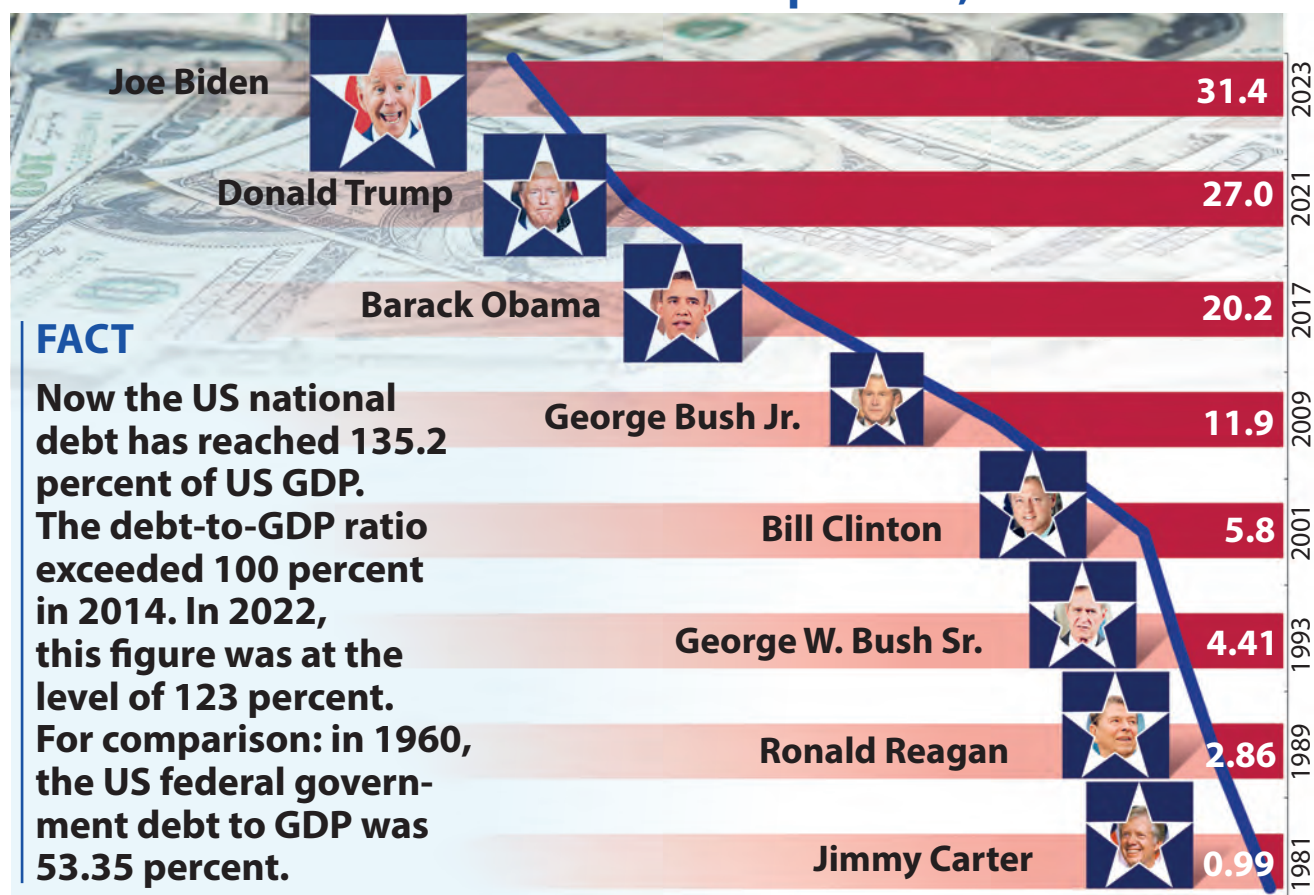 Joe Biden
31.4
2023
Donald Trump
27.0
2021
Barack Obama
20.2
2017
George Bush Jr.
11.9
2009
Bill Clinton
5.8
2001
George W. Bush Sr.
4.41
1993
Ronald Reagan
2.86
1989
Jimmy Carter
0.99
1981
FACT
Now the US national
debt has reached 135.2
percent of US GDP.
The debt-to-GDP ratio
exceeded 100 percent
in 2014. In 2022,
this figure was at the
level of 123 percent.
For comparison: in 1960,
the US federal govern-
ment debt to GDP was
53.35 percent.